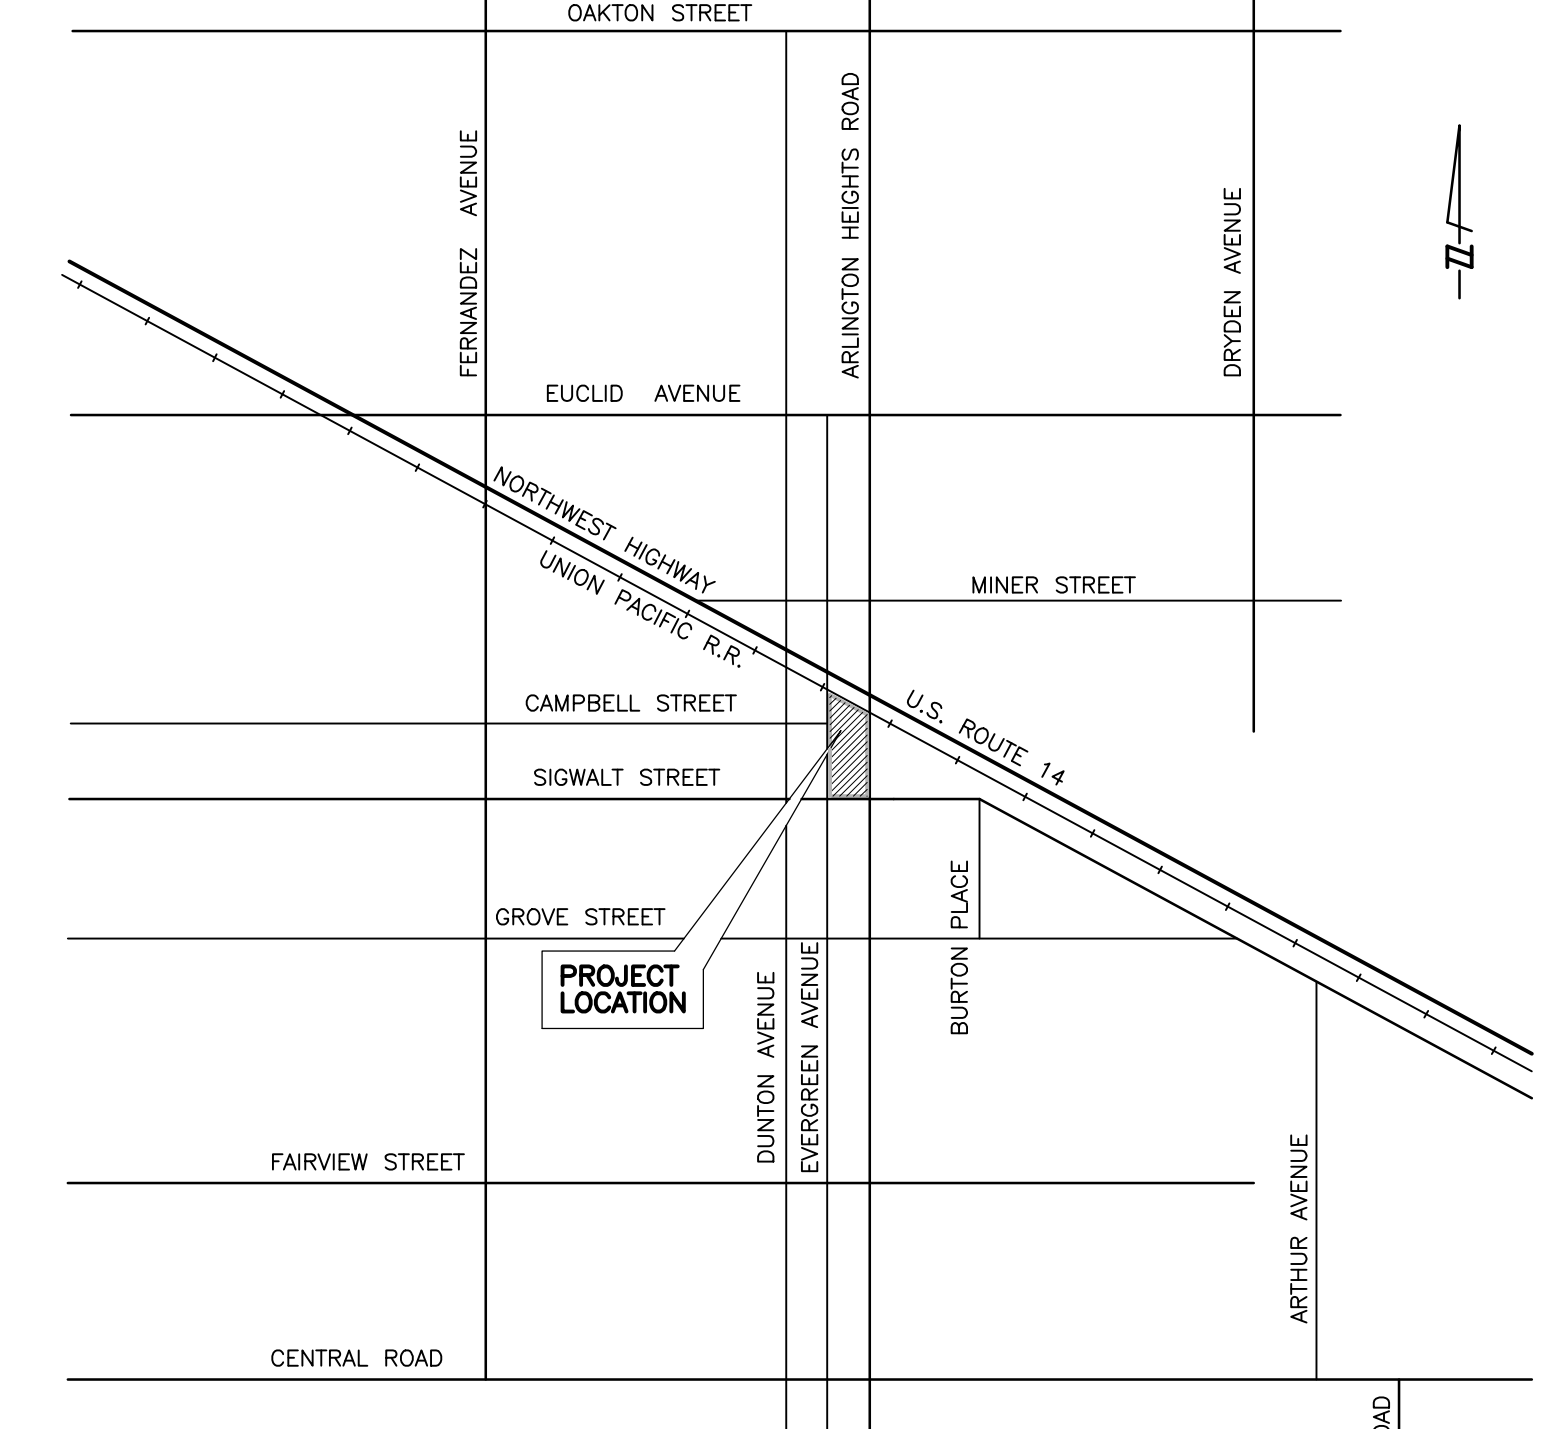 OAKTON STREET
FERNANDEZ AVENUE
ARLINGTON HEIGHTS ROAD
DRYDEN AVENUE
N
EUCLID AVENUE
NORTHWEST HIGHWAY
UNION PACIFIC R.R.
MINER STREET
CAMPBELL STREET
U.S. ROUTE 14
SIGWALT STREET
GROVE STREET
BURTON PLACE
PROJECT
LOCATION
DUNTON AVENUE
EVERGREEN AVENUE
FAIRVIEW STREET
ARTHUR AVENUE
CENTRAL ROAD